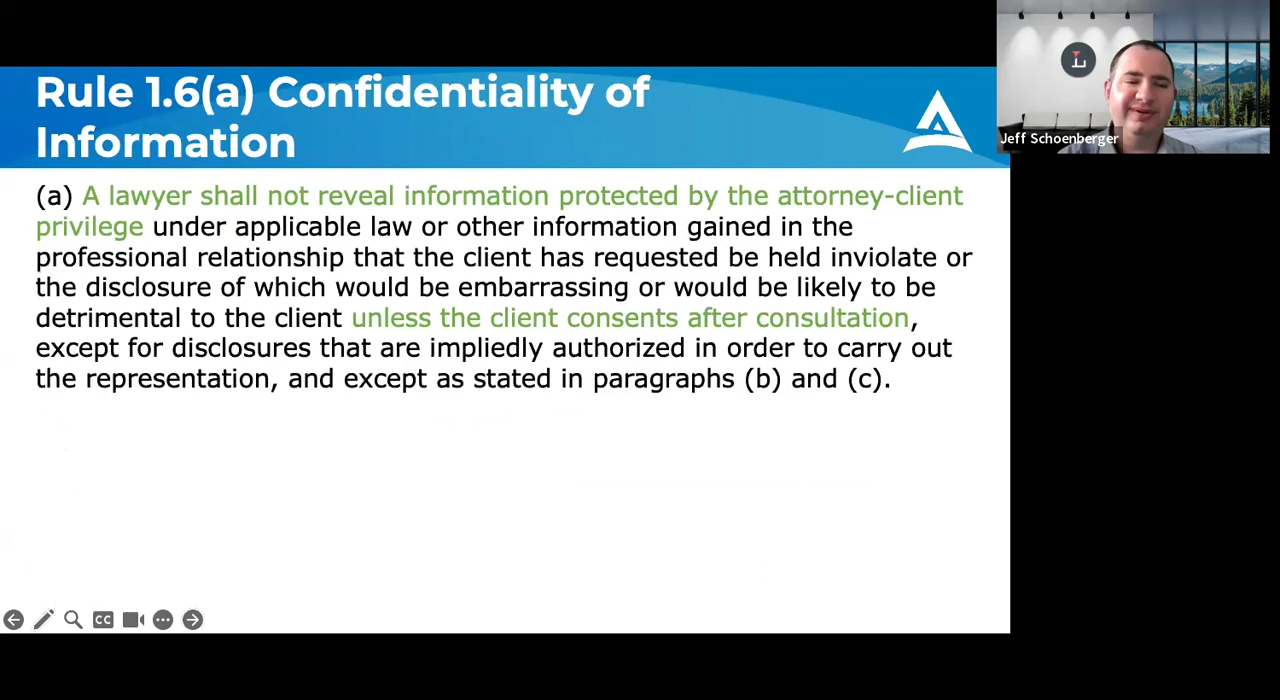 Rule 1.6(a) Confidentiality of
Information
(a) A lawyer shall not reveal information protected by the attorney-client
privilege under applicable law or other information gained in the
professional relationship that the client has requested be held inviolate or
the disclosure of which would be embarrassing or would be likely to be
detrimental to the client unless the client consents after consultation,
except for disclosures that are impliedly authorized in order to carry out
the representation, and except as stated in paragraphs (b) and (c).
Jeff Schoenberger
CC